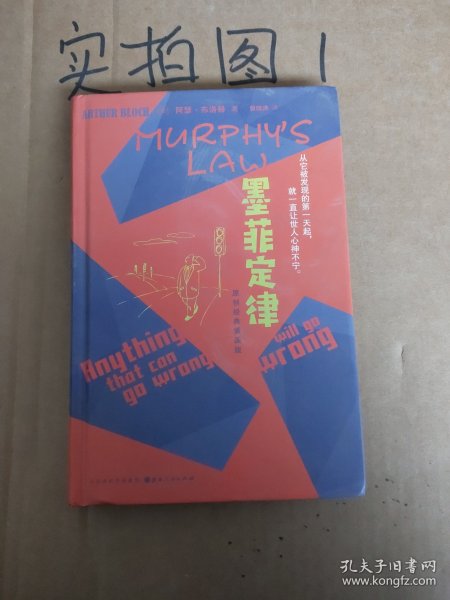 实拍图1
ARTHUR BLOCH
阿瑟·布洛赫 著
MURPHY'S
LAW
从它被发现的第一天起，
就一直让世人心神不宁。
墨菲定律
Anything
that can
go wrong
will go
wrong
孔夫子旧书网
www.kongfz.com